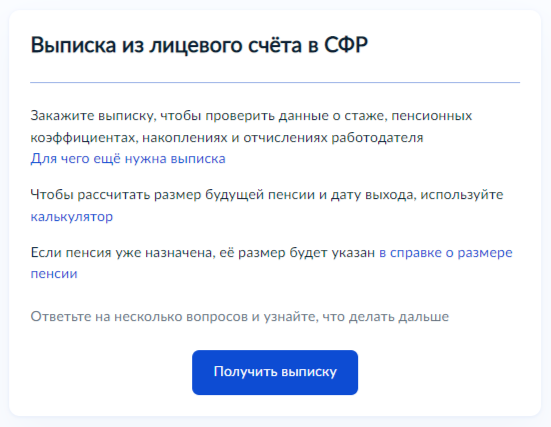 Выписка из лицевого счёта в СФР
Закажите выписку, чтобы проверить данные о стаже, пенсионных
коэффициентах, накоплениях и отчислениях работодателя
Для чего ещё нужна выписка
Чтобы рассчитать размер будущей пенсии и дату выхода, используйте
калькулятор
Если пенсия уже назначена, её размер будет указан в справке о размере
пенсии
Ответьте на несколько вопросов и узнайте, что делать дальше
Получить выписку